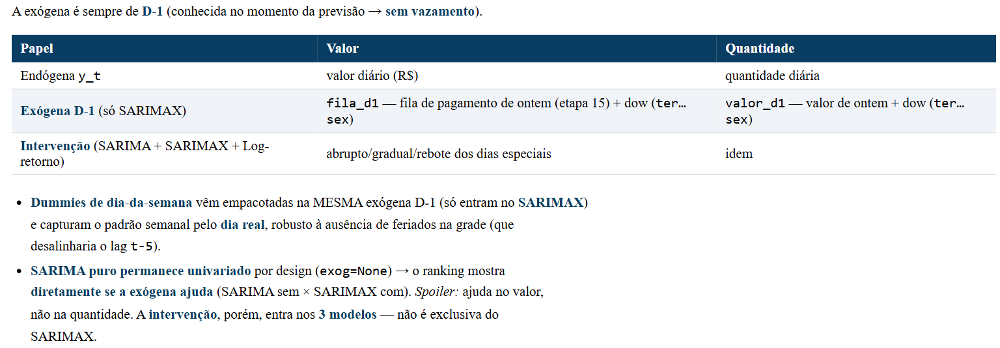 A exógena é sempre de D-1 (conhecida no momento da previsão → sem vazamento).
Papel Valor Quantidade
Endógena y_t valor diário (R$) quantidade diária
Exógena D-1 (só SARIMAX) fila_d1 — fila de pagamento de ontem (etapa 15) + dow (ter… sex) valor_d1 — valor de ontem + dow (ter… sex)
Intervenção (SARIMA + SARIMAX + Log-retorno) abrupto/gradual/rebote dos dias especiais idem
• Dummies de dia-da-semana vêm empacotadas na MESMA exógena D-1 (só entram no SARIMAX)
e capturam o padrão semanal pelo dia real, robusto à ausência de feriados na grade (que
desalinharia o lag t-5).
• SARIMA puro permanece univariado por design (exog=None) → o ranking mostra
diretamente se a exógena ajuda (SARIMA sem × SARIMAX com). Spoiler: ajuda no valor,
não na quantidade. A intervenção, porém, entra nos 3 modelos — não é exclusiva do
SARIMAX.